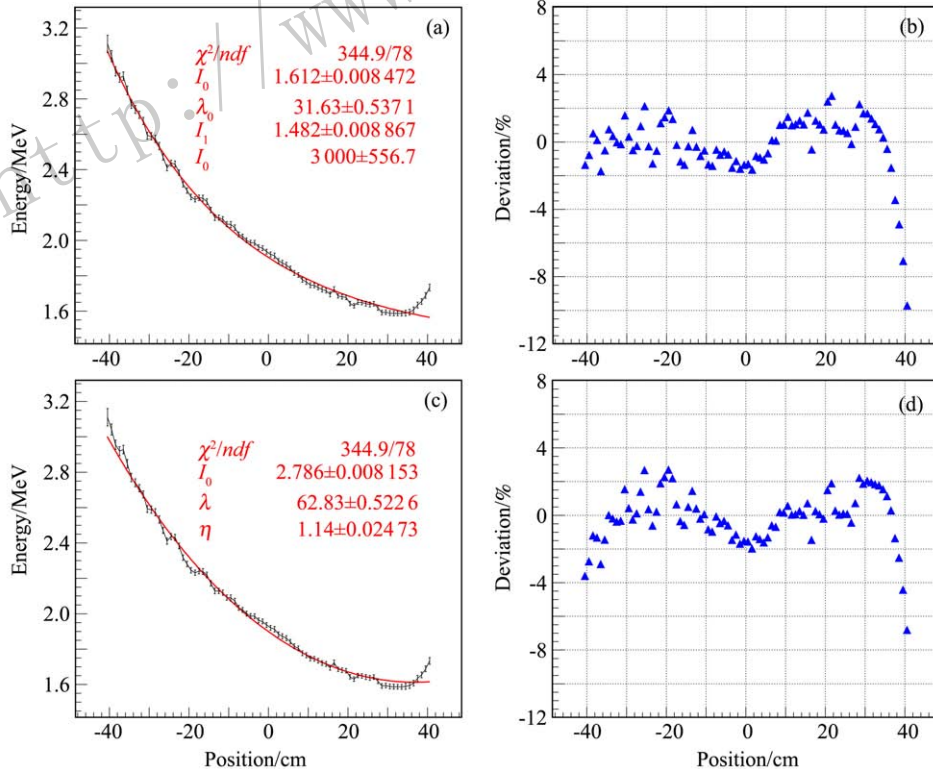 http://www
(a)
χ²/ndf 344.9/78
I₀ 1.612±0.008 472
λ₀ 31.63±0.537 1
I₁ 1.482±0.008 867
I₀ 3 000±556.7
Energy/MeV
3.2
2.8
2.4
2.0
1.6
-40 -20 0 20 40
(b)
Deviation/%
8
4
0
-4
-8
-12
-40 -20 0 20 40
(c)
χ²/ndf 344.9/78
I₀ 2.786±0.008 153
λ 62.83±0.522 6
η 1.14±0.024 73
Energy/MeV
3.2
2.8
2.4
2.0
1.6
-40 -20 0 20 40
Position/cm
(d)
Deviation/%
8
4
0
-4
-8
-12
-40 -20 0 20 40
Position/cm